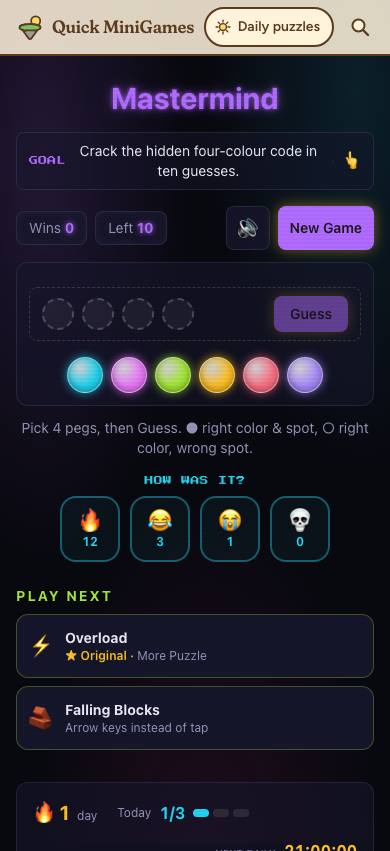 Quick MiniGames
Daily puzzles
Mastermind
GOAL
Crack the hidden four-colour code in
ten guesses.
Wins 0
Left 10
New Game
Guess
Pick 4 pegs, then Guess. ● right color & spot, ○ right
color, wrong spot.
HOW WAS IT?
12
3
1
0
PLAY NEXT
Overload
★ Original · More Puzzle
Falling Blocks
Arrow keys instead of tap
1 day
Today 1/3
21:00:00